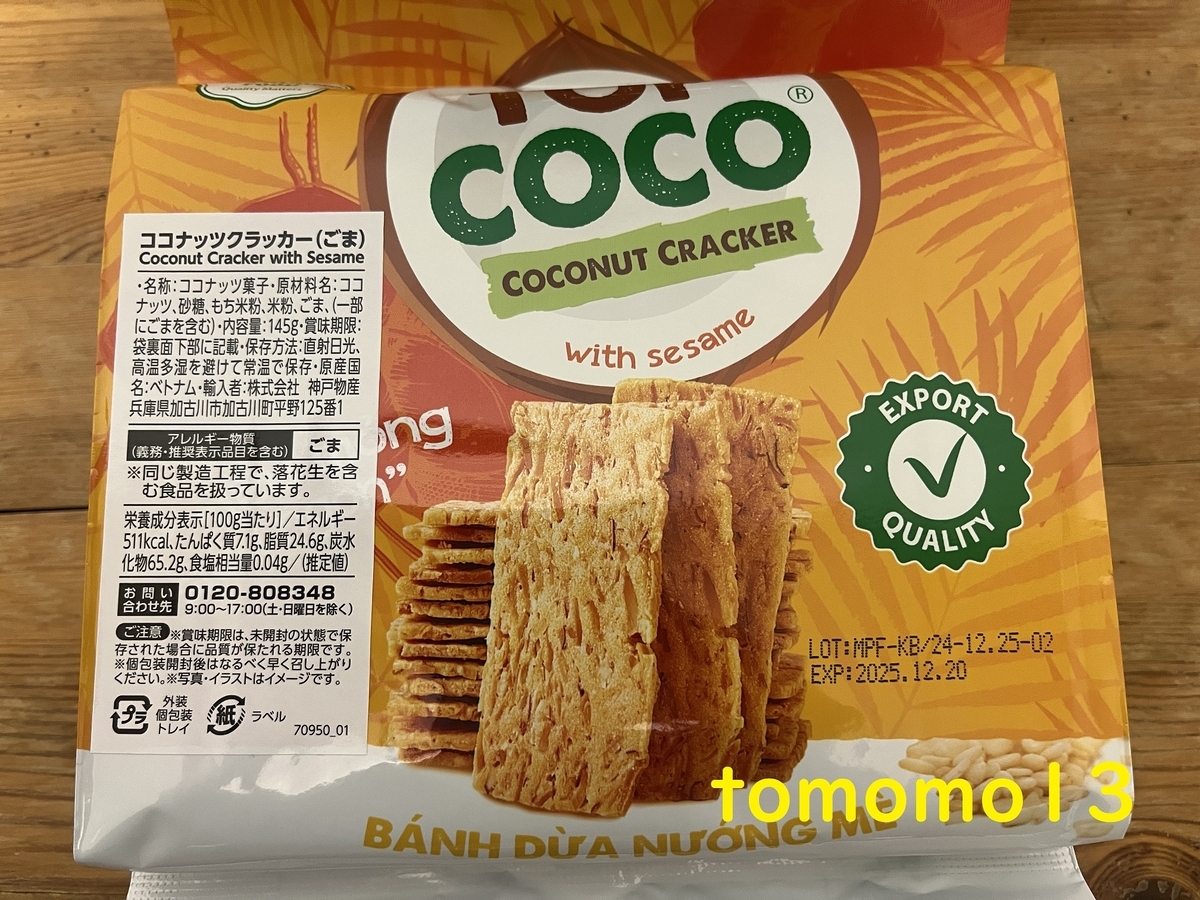 Quality Matters
COCO
®
COCONUT CRACKER
with sesame
ココナッツクラッカー(ごま)
Coconut Cracker with Sesame
・名称:ココナッツ菓子・原材料名:ココ
ナッツ、砂糖、もち米粉、米粉、ごま、(一部
にごまを含む)・内容量:145g・賞味期限:
袋裏面下部に記載・保存方法:直射日光、
高温多湿を避けて常温で保存・原産国
名:ベトナム・輸入者:株式会社 神戸物産
兵庫県加古川市加古川町平野125番1
アレルギー物質
(義務・推奨表示品目を含む)
ごま
※同じ製造工程で、落花生を含
む食品を扱っています。
栄養成分表示[100g当たり]/エネルギー
511kcal、たんぱく質7.1g、脂質24.6g、炭水
化物65.2g、食塩相当量0.04g/(推定値)
お問い
合わせ先
0120-808348
9:00~17:00(土・日曜日を除く)
ご注意 ※賞味期限は、未開封の状態で保
存された場合に品質が保たれる期限です。
※個包装開封後はなるべく早く召し上がり
ください。※写真・イラストはイメージです。
プラ
外装
個包装
トレイ
紙
ラベル
70950_01
ong
n”
EXPORT
QUALITY
LOT:MPF-KB/24-12.25-02
EXP:2025.12.20
BÁNH DỪA NƯỚNG MÈ
tomomo13